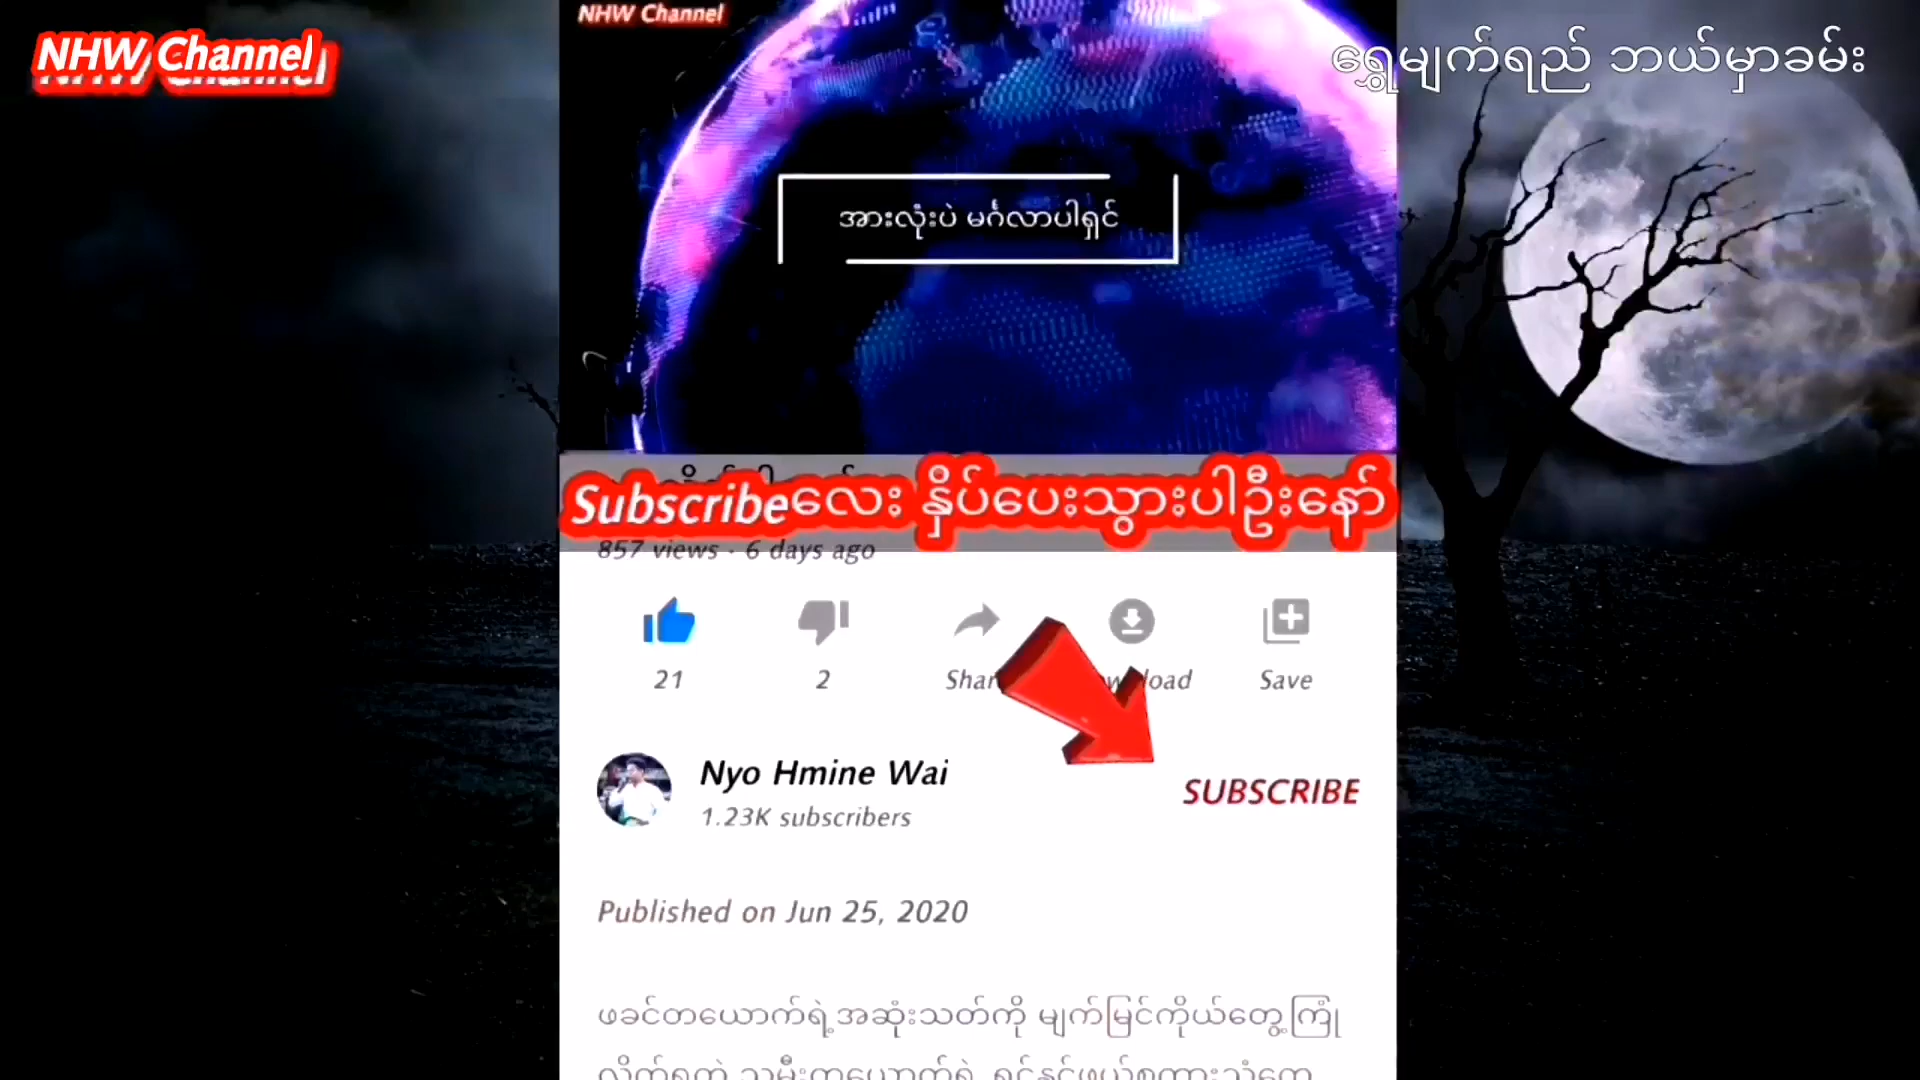 NHW Channel
NHW Channel
ရွှေမျက်ရည် ဘယ်မှာခမ်း
အားလုံးပဲ မင်္ဂလာပါရှင်
Subscribeလေး နှိပ်ပေးသွားပါဦးနော်
857 views · 6 days ago
21
2
Share
Download
Save
Nyo Hmine Wai
1.23K subscribers
SUBSCRIBE
Published on Jun 25, 2020
ဖခင်တယောက်ရဲ့အဆုံးသတ်ကို မျက်မြင်ကိုယ်တွေ့ကြုံ